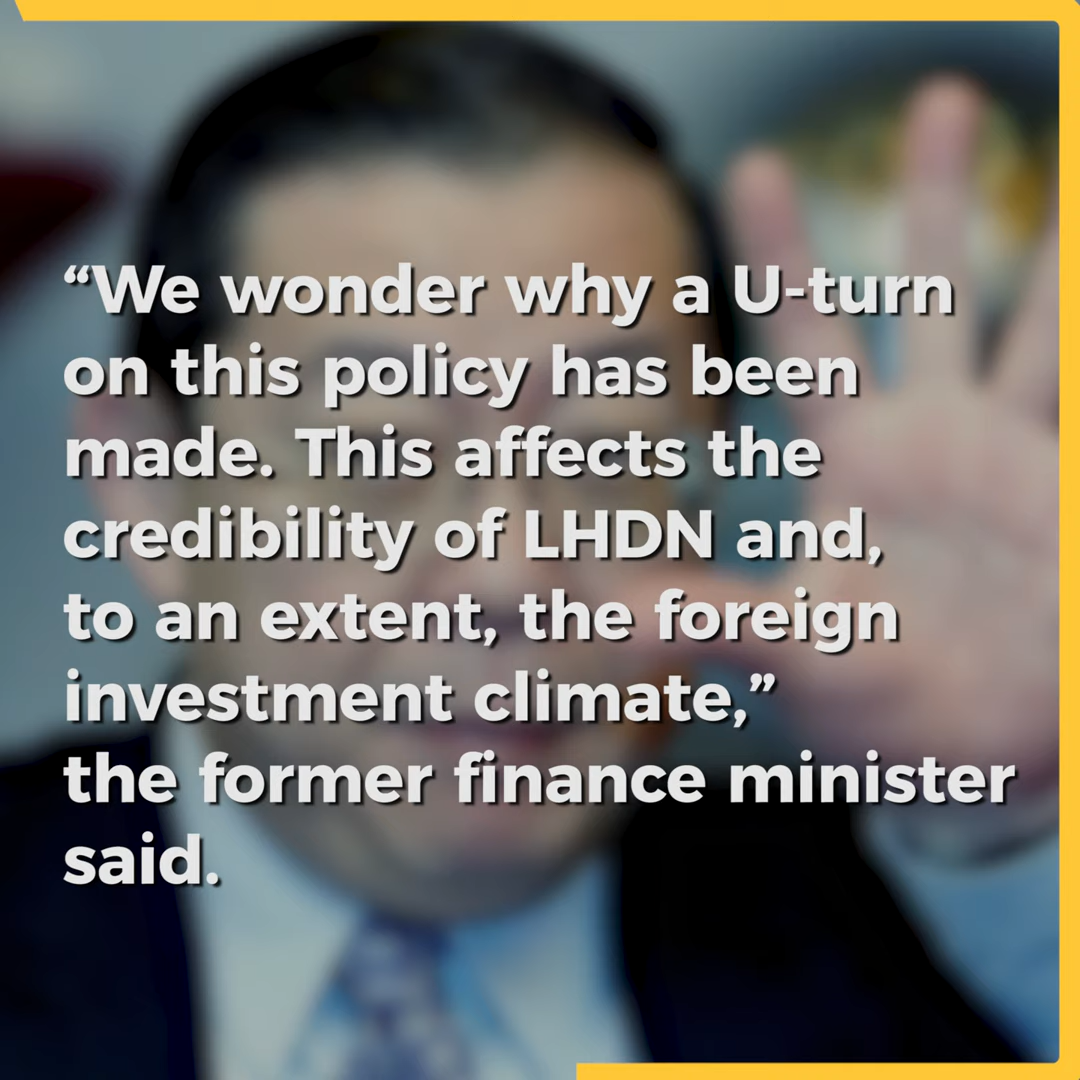 “We wonder why a U-turn
on this policy has been
made. This affects the
credibility of LHDN and,
to an extent, the foreign
investment climate,”
the former finance minister
said.